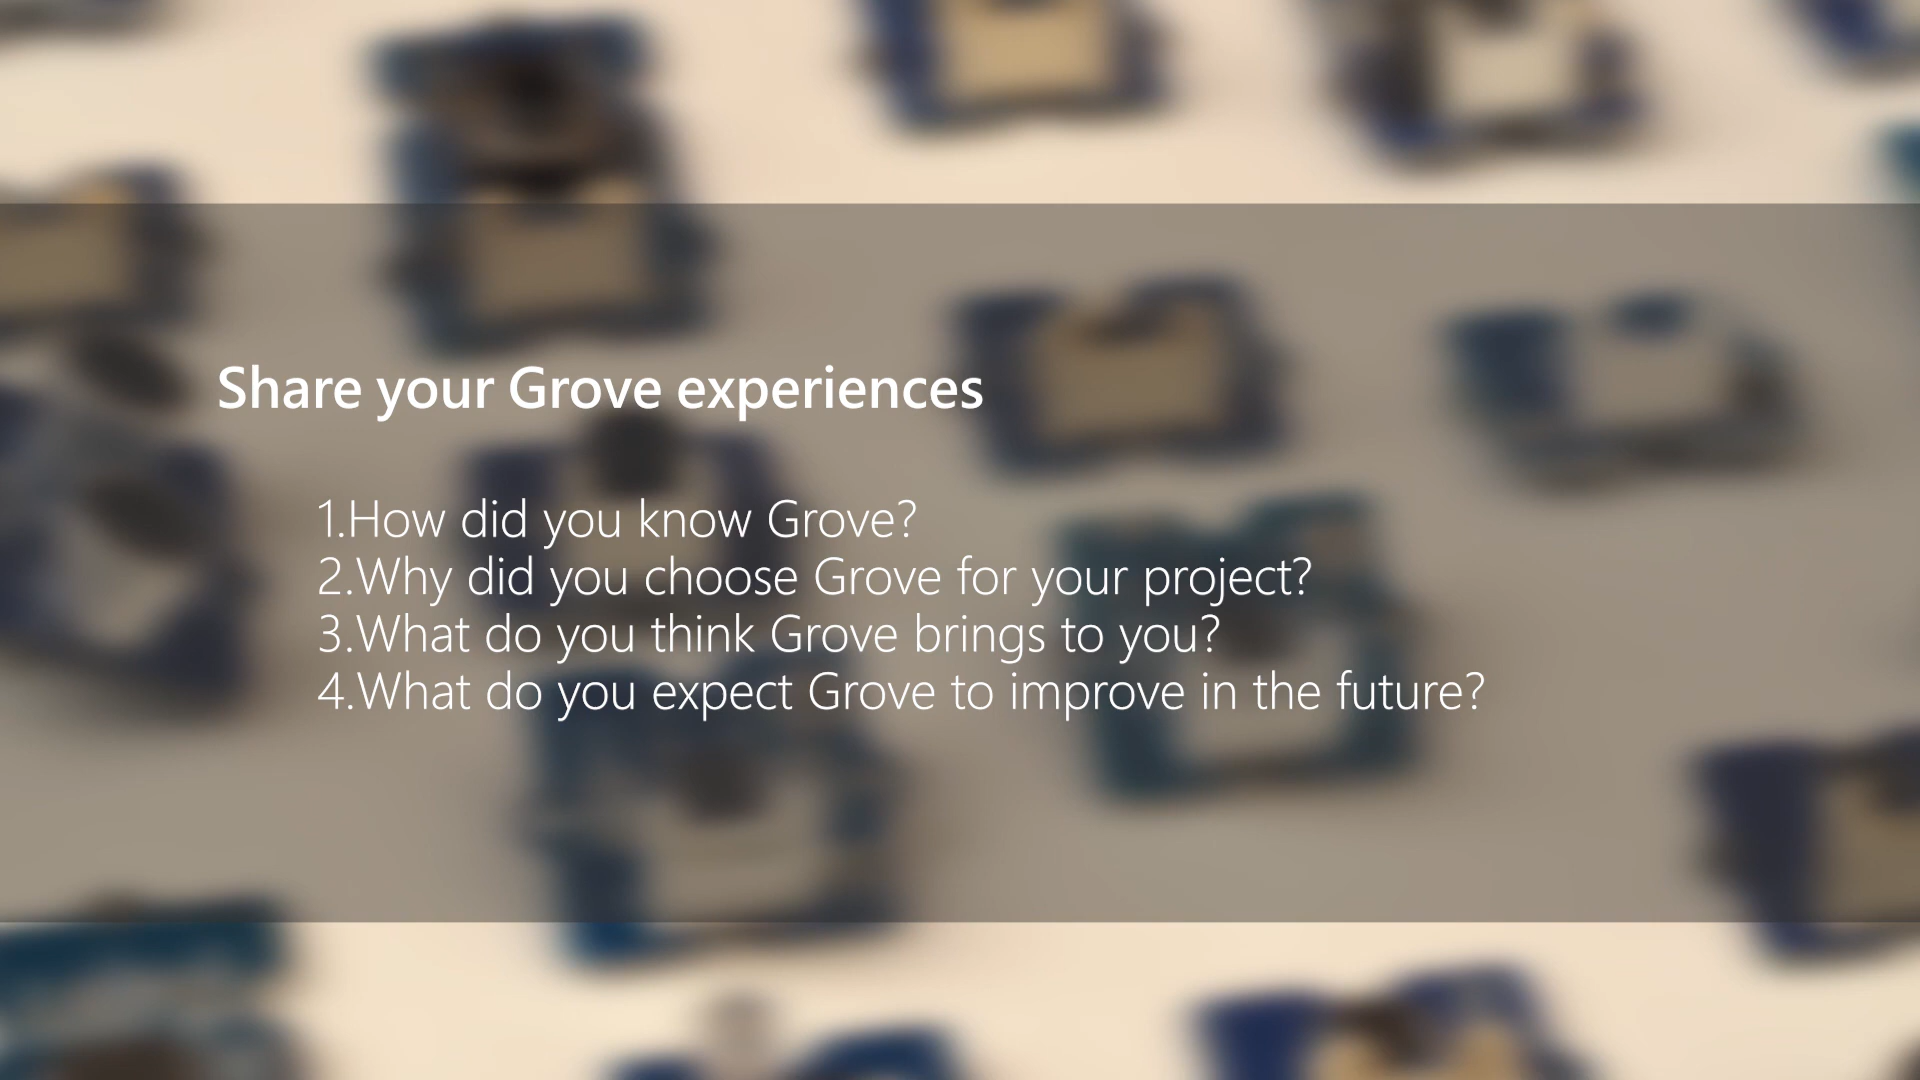 Share your Grove experiences
1.How did you know Grove?
2.Why did you choose Grove for your project?
3.What do you think Grove brings to you?
4.What do you expect Grove to improve in the future?